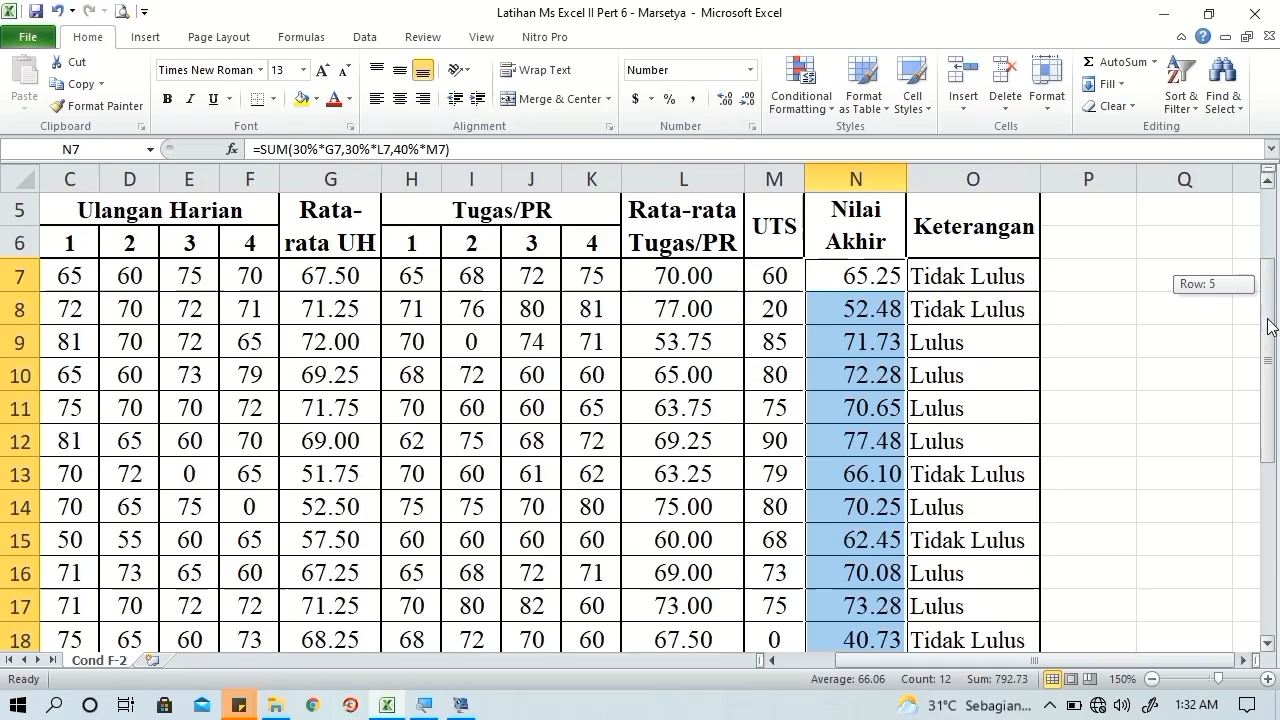 Latihan Ms Excel II Pert 6 - Marsetya - Microsoft Excel
File Home Insert Page Layout Formulas Data Review View Nitro Pro
Paste
Cut
Copy
Format Painter
Clipboard
Times New Roman 13
B I U
Font
Wrap Text
Merge & Center
Alignment
Number
$ % ,
Number
Conditional Formatting
Format as Table
Cell Styles
Styles
Insert Delete Format
Cells
AutoSum
Fill
Clear
Sort & Filter
Find & Select
Editing
N7 fx =SUM(30%*G7,30%*L7,40%*M7)
C D E F G H I J K L M N O P Q
5 Ulangan Harian Rata-rata UH Tugas/PR Rata-rata Tugas/PR UTS Nilai Akhir Keterangan
6 1 2 3 4 1 2 3 4
7 65 60 75 70 67.50 65 68 72 75 70.00 60 65.25 Tidak Lulus
8 72 70 72 71 71.25 71 76 80 81 77.00 20 52.48 Tidak Lulus
9 81 70 72 65 72.00 70 0 74 71 53.75 85 71.73 Lulus
10 65 60 73 79 69.25 68 72 60 60 65.00 80 72.28 Lulus
11 75 70 70 72 71.75 70 60 60 65 63.75 75 70.65 Lulus
12 81 65 60 70 69.00 62 75 68 72 69.25 90 77.48 Lulus
13 70 72 0 65 51.75 70 60 61 62 63.25 79 66.10 Tidak Lulus
14 70 65 75 0 52.50 75 75 70 80 75.00 80 70.25 Lulus
15 50 55 60 65 57.50 60 60 60 60 60.00 68 62.45 Tidak Lulus
16 71 73 65 60 67.25 65 68 72 71 69.00 73 70.08 Lulus
17 71 70 72 72 71.25 70 80 82 60 73.00 75 73.28 Lulus
18 75 65 60 73 68.25 68 72 70 60 67.50 0 40.73 Tidak Lulus
Row: 5
Cond F-2
Ready Average: 66.06 Count: 12 Sum: 792.73 150%
31°C Sebagian... 1:32 AM